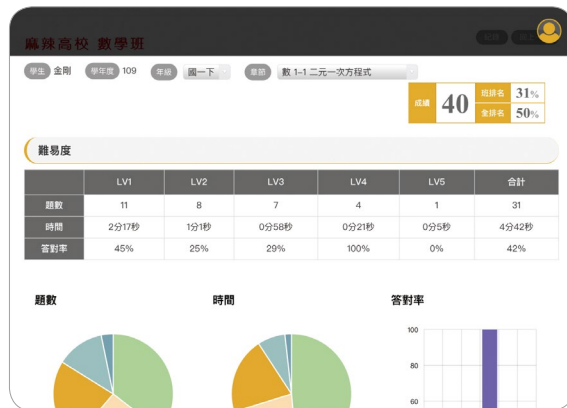 麻辣高校 數學班
學生 金剛 學年度 109 年級 國一下 章節 數 1-1 二元一次方程式
成績 40 班排名 31%
全排名 50%
難易度
LV1 LV2 LV3 LV4 LV5 合計
題數 11 8 7 4 1 31
時間 2分17秒 1分1秒 0分58秒 0分21秒 0分5秒 4分42秒
答對率 45% 25% 29% 100% 0% 42%
題數 時間 答對率
100
80
60